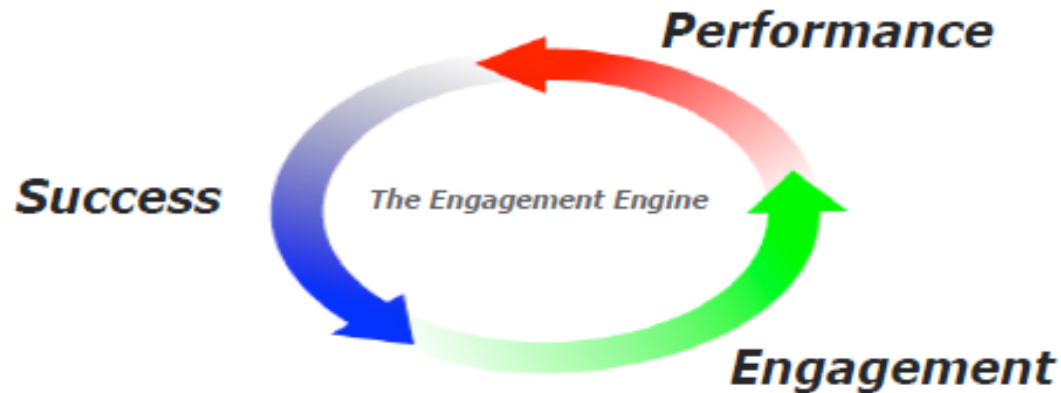 Performance
Success
The Engagement Engine
Engagement